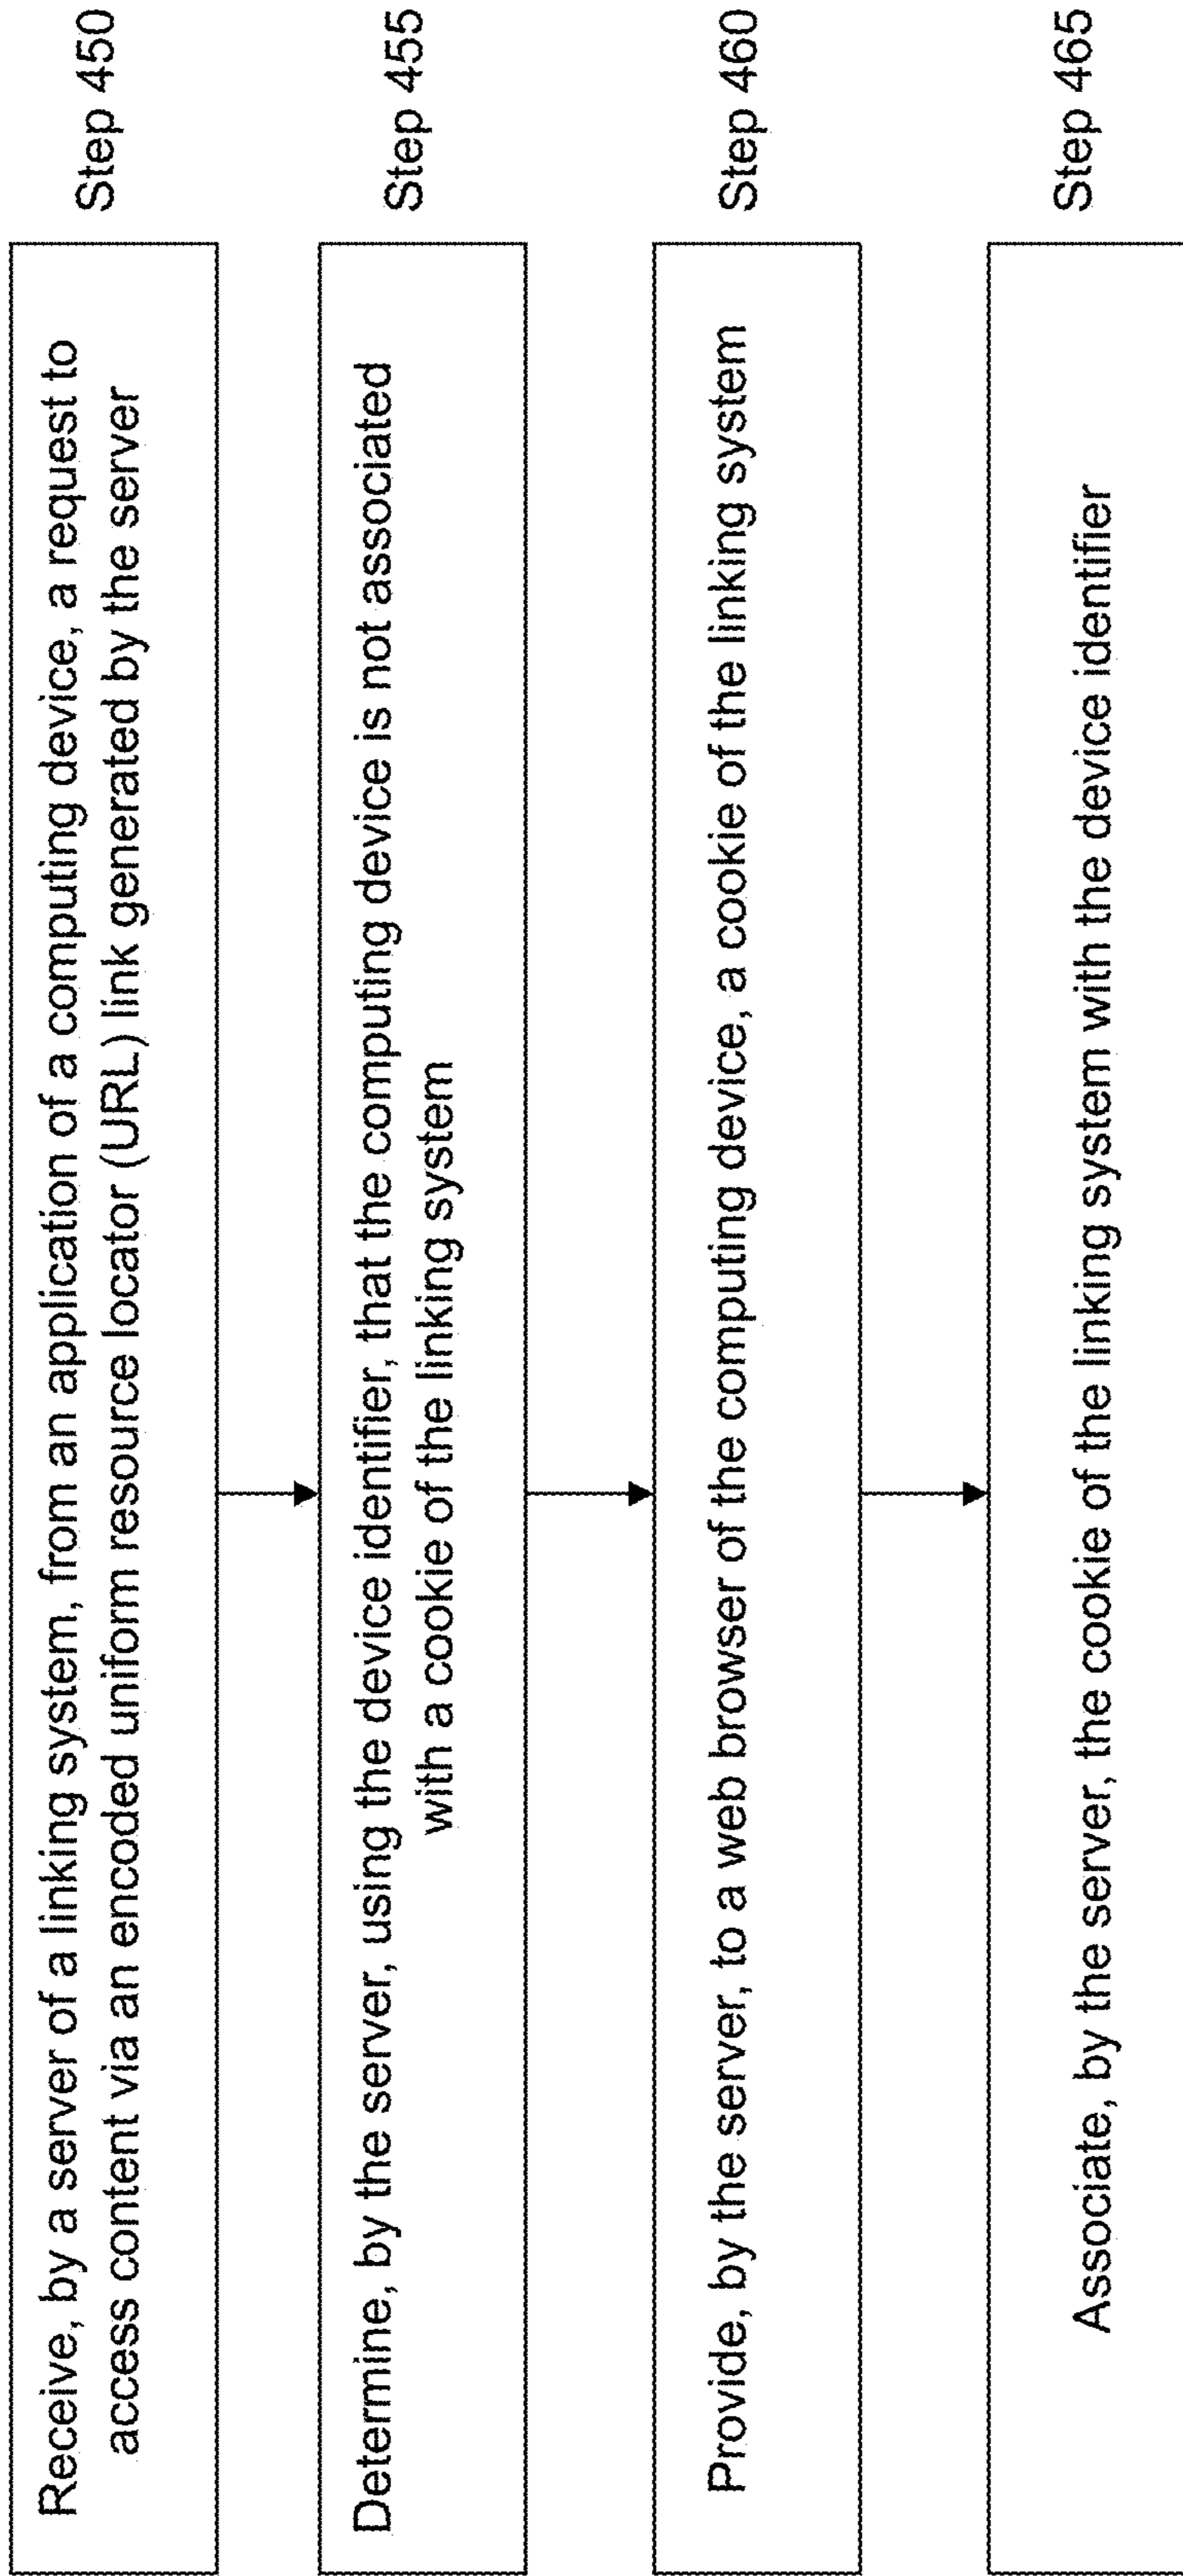 Receive, by a server of a linking system, from an application of a computing device, a request to
access content via an encoded uniform resource locator (URL) link generated by the server
Step 450
Determine, by the server, using the device identifier, that the computing device is not associated
with a cookie of the linking system
Step 455
Provide, by the server, to a web browser of the computing device, a cookie of the linking system
Step 460
Associate, by the server, the cookie of the linking system with the device identifier
Step 465